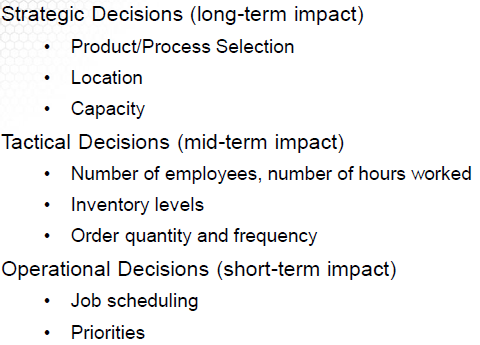 Strategic Decisions (long-term impact)
• Product/Process Selection
• Location
• Capacity
Tactical Decisions (mid-term impact)
• Number of employees, number of hours worked
• Inventory levels
• Order quantity and frequency
Operational Decisions (short-term impact)
• Job scheduling
• Priorities